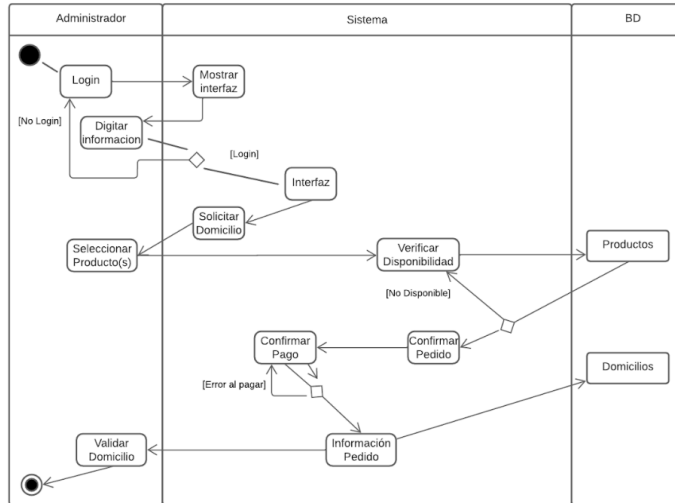 Administrador
Sistema
BD
Login
Mostrar
interfaz
[No Login]
Digitar
informacion
[Login]
Interfaz
Solicitar
Domicilio
Seleccionar
Producto(s)
Verificar
Disponibilidad
Productos
[No Disponible]
Confirmar
Pago
Confirmar
Pedido
Domicilios
[Error al pagar]
Validar
Domicilio
Información
Pedido